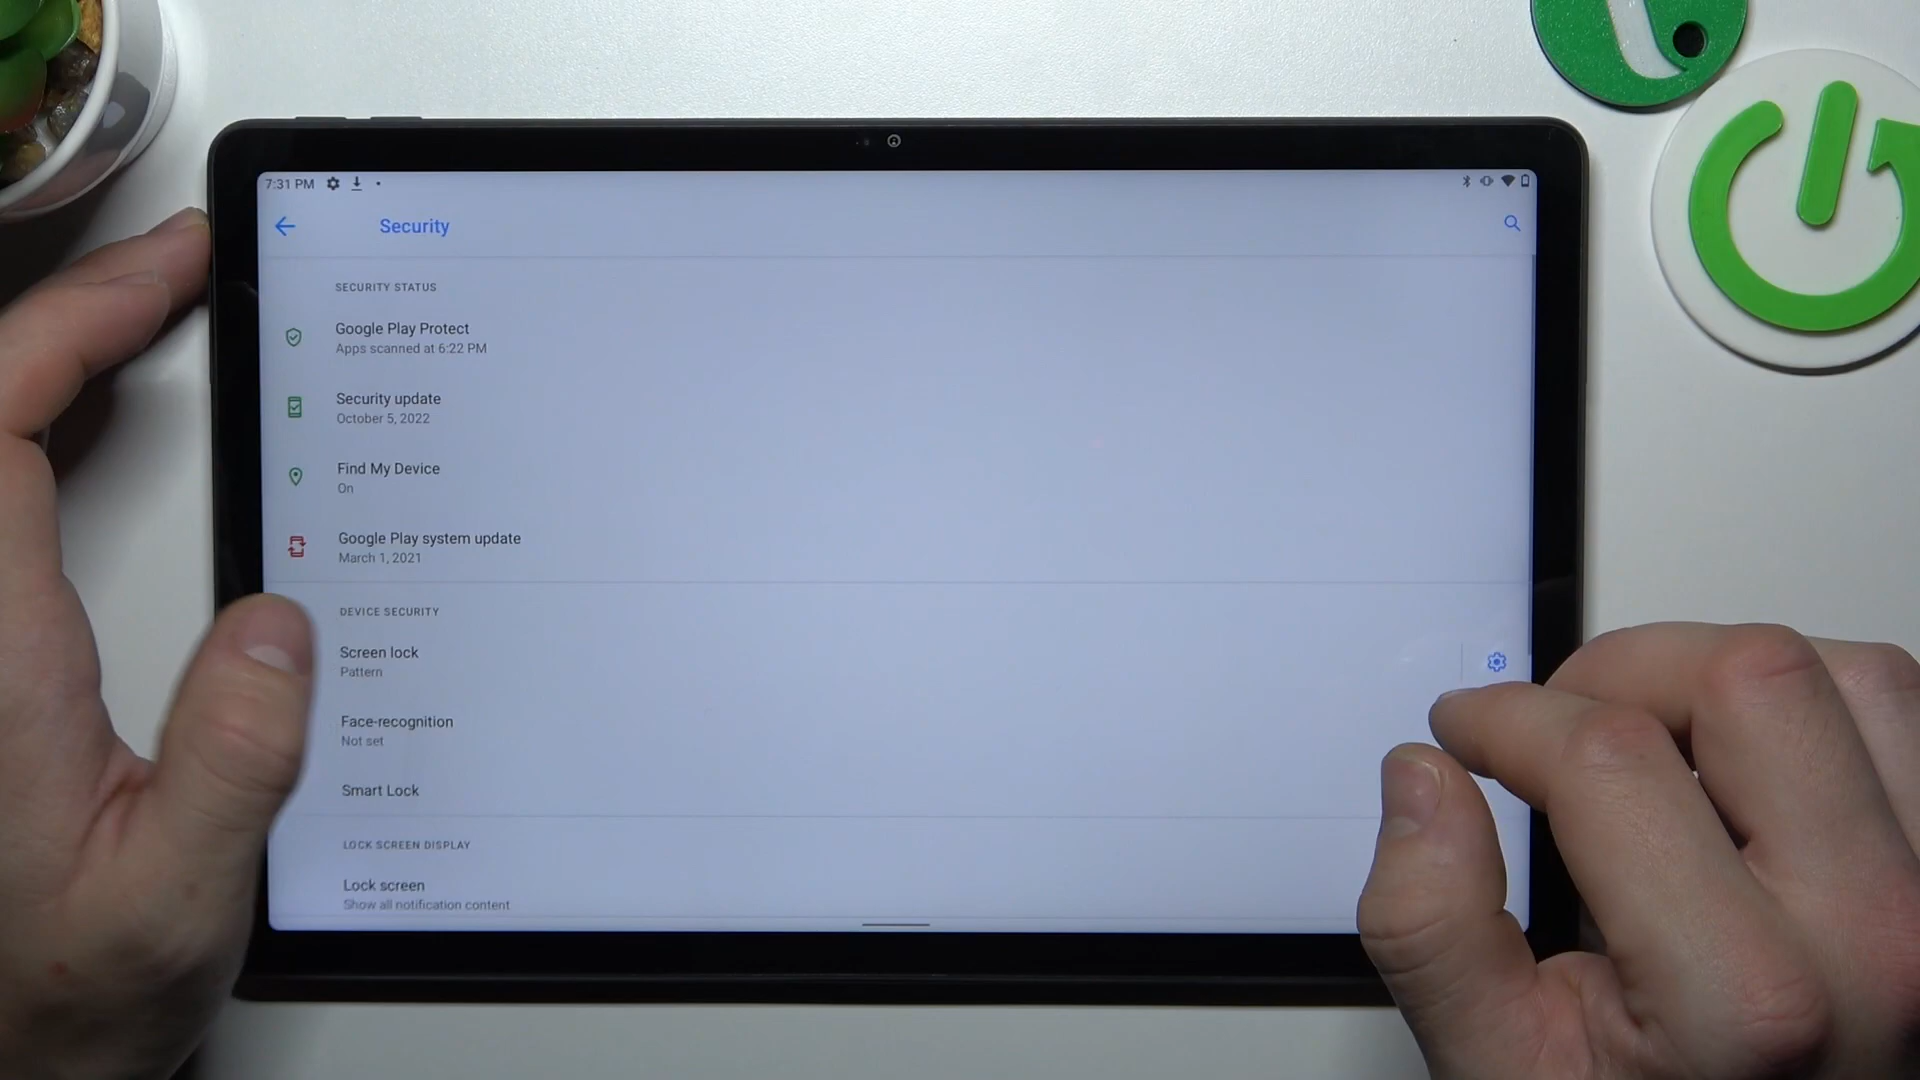 7:31 PM
Security
SECURITY STATUS
Google Play Protect
Apps scanned at 6:22 PM
Security update
October 5, 2022
Find My Device
On
Google Play system update
March 1, 2021
DEVICE SECURITY
Screen lock
Pattern
Face-recognition
Not set
Smart Lock
LOCK SCREEN DISPLAY
Lock screen
Show all notification content